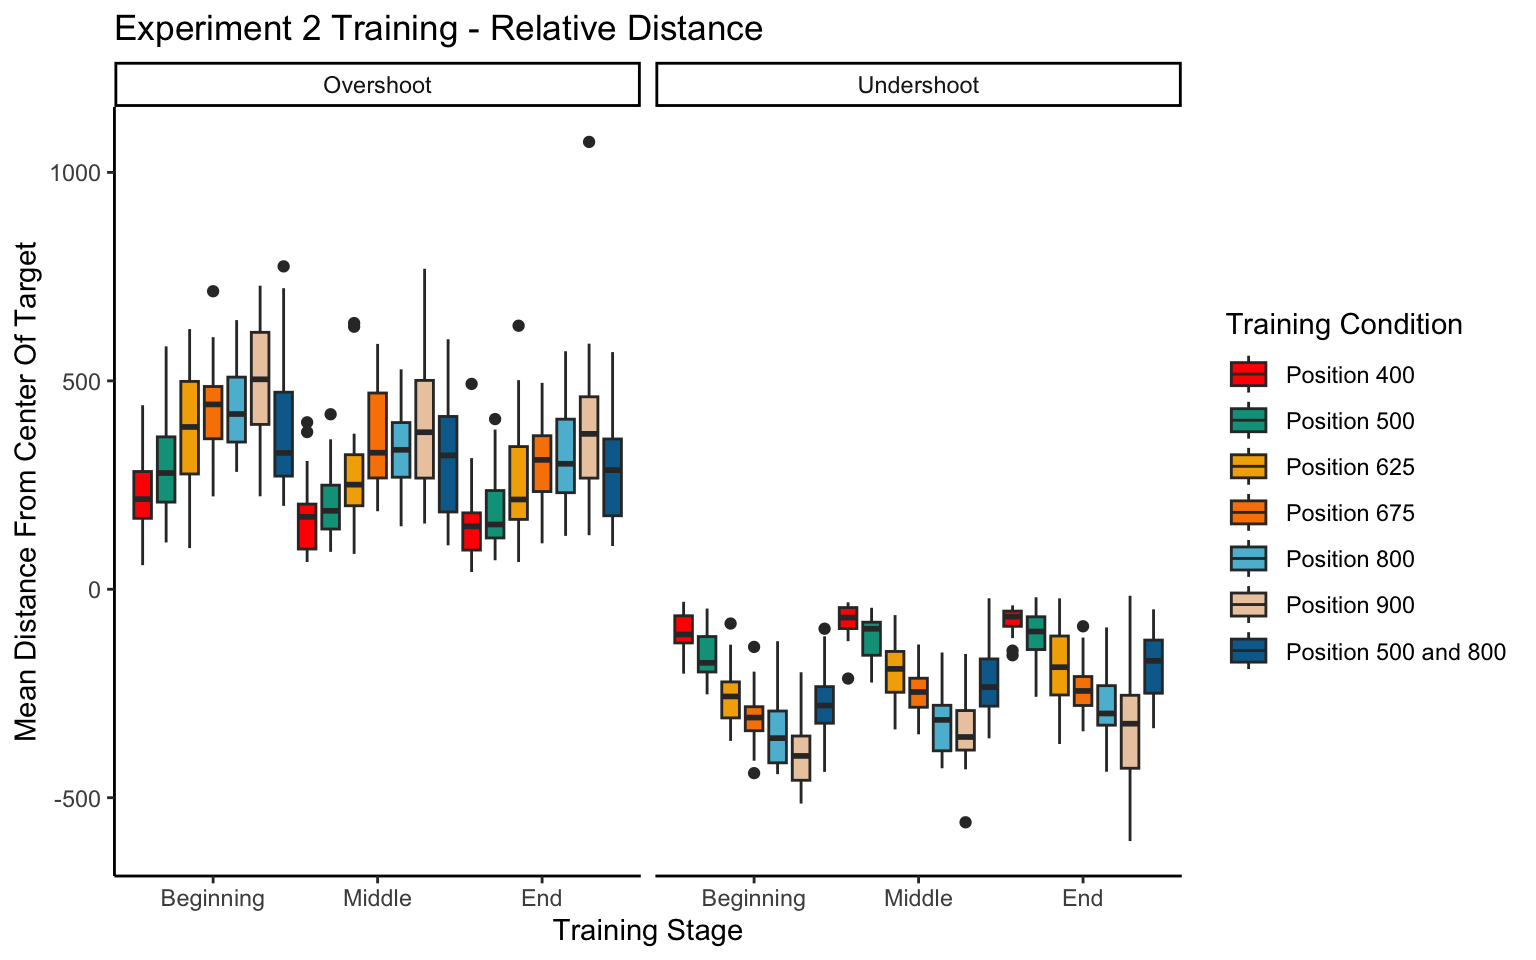 Experiment 2 Training - Relative Distance
Overshoot
Undershoot
Mean Distance From Center Of Target
1000
500
0
-500
Beginning
Middle
End
Beginning
Middle
End
Training Stage
Training Condition
Position 400
Position 500
Position 625
Position 675
Position 800
Position 900
Position 500 and 800